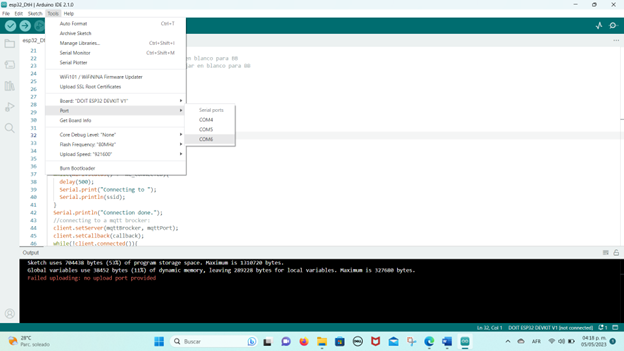 esp32_DtH | Arduino IDE 2.1.0
File Edit Sketch Tools Help
Auto Format Ctrl+T
Archive Sketch
Manage Libraries... Ctrl+Shift+I
Serial Monitor Ctrl+Shift+M
Serial Plotter
WiFi101 / WiFiNINA Firmware Updater
Upload SSL Root Certificates
Board: "DOIT ESP32 DEVKIT V1"
Port
Get Board Info
Core Debug Level: "None"
Flash Frequency: "80MHz"
Upload Speed: "921600"
Burn Bootloader
Serial ports
COM4
COM5
COM6
21
22 en blanco para
23 jar en blanco para
24
25
26
27
28
29
30
31
32
33
34
35
36
37
38 delay(500);
39 Serial.print("Connecting to ");
40 Serial.println(ssid);
41 }
42 Serial.println("Connection done.");
43 //connecting to a mqtt brocker:
44 client.setServer(mqttBrocker, mqttPort);
45 client.setCallback(callback);
46 while(!client.connected()){
Output
Sketch uses 704438 bytes (53%) of program storage space. Maximum is 1310720 bytes.
Global variables use 38452 bytes (11%) of dynamic memory, leaving 289228 bytes for local variables. Maximum is 327680 bytes.
Failed uploading: no upload port provided
Ln 32, Col 1 DOIT ESP32 DEVKIT V1 [not connected] 1
28°C
Parc. soleado
Buscar
AFR
04:18 p. m.
05/05/2023